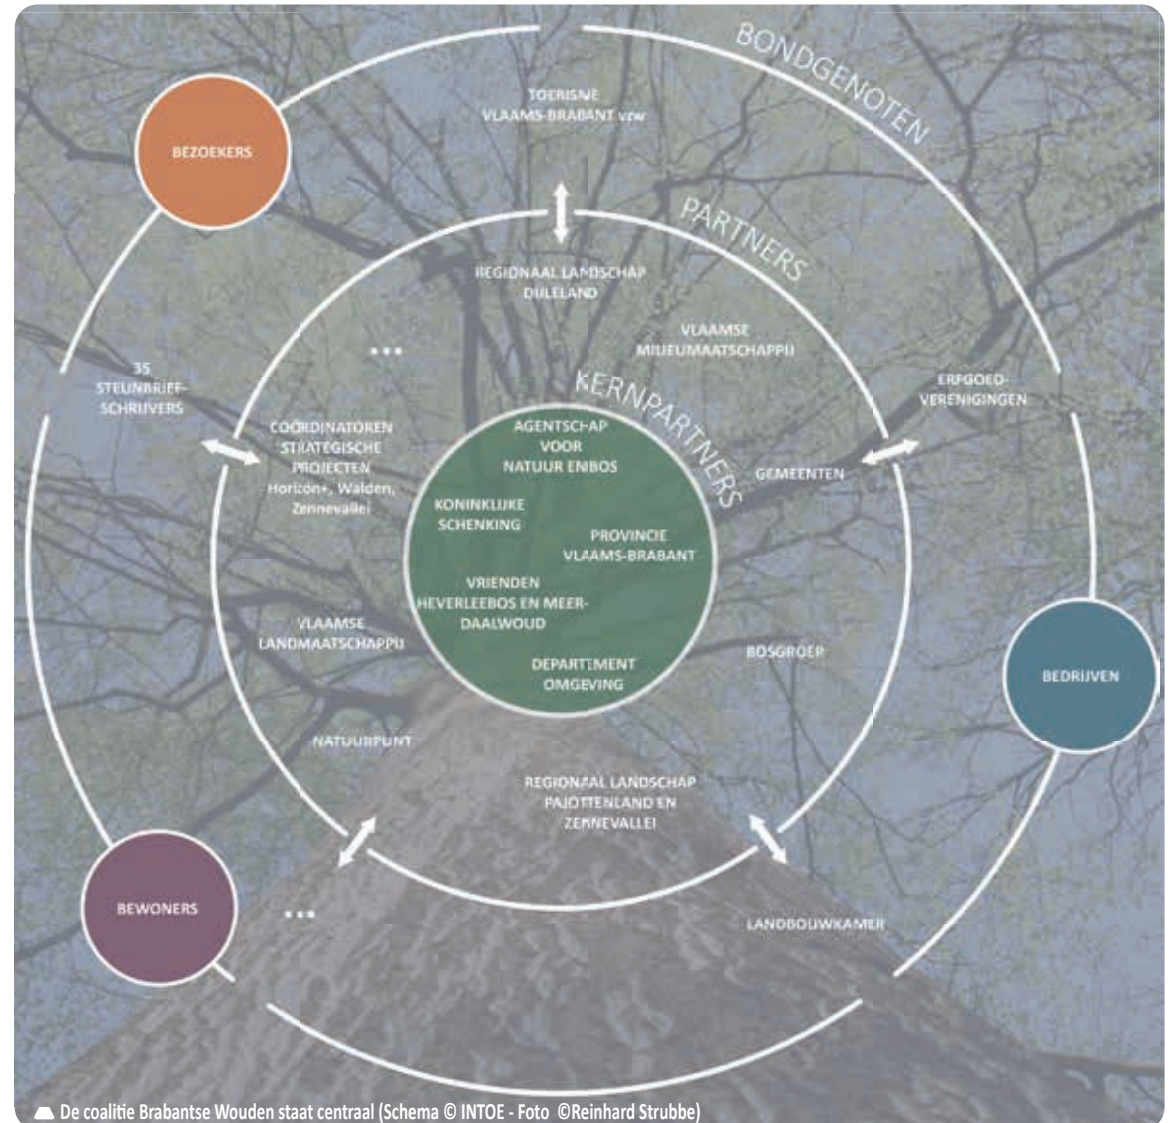 BONDGENOTEN
TOERISME
VLAAMS-BRABANT vzw
BEZOEKERS
PARTNERS
REGIONAAL LANDSCHAP
DIJLELAND
VLAAMSE
MILIEUMAATSCHAPPIJ
...
35
STEUNBRIEF-
SCHRIJVERS
ERFGOED-
VERENIGINGEN
KERNPARTNERS
COÖRDINATOREN
STRATEGISCHE
PROJECTEN
Horizon+, Walden,
Zennevallei
GEMEENTEN
AGENTSCHAP
VOOR
NATUUR ENBOS
KONINKLIJKE
SCHENKING
PROVINCIE
VLAAMS-BRABANT
VRIENDEN
HEVERLEEBOS EN MEER-
DAALWOUD
DEPARTEMENT
OMGEVING
VLAAMSE
LANDMAATSCHAPPIJ
BOSGROEP
BEDRIJVEN
NATUURPUNT
REGIONAAL LANDSCHAP
PAJOTTENLAND EN
ZENNEVALLEI
BEWONERS
...
LANDBOUWKAMER
De coalitie Brabantse Wouden staat centraal (Schema © INTOE - Foto ©Reinhard Strubbe)